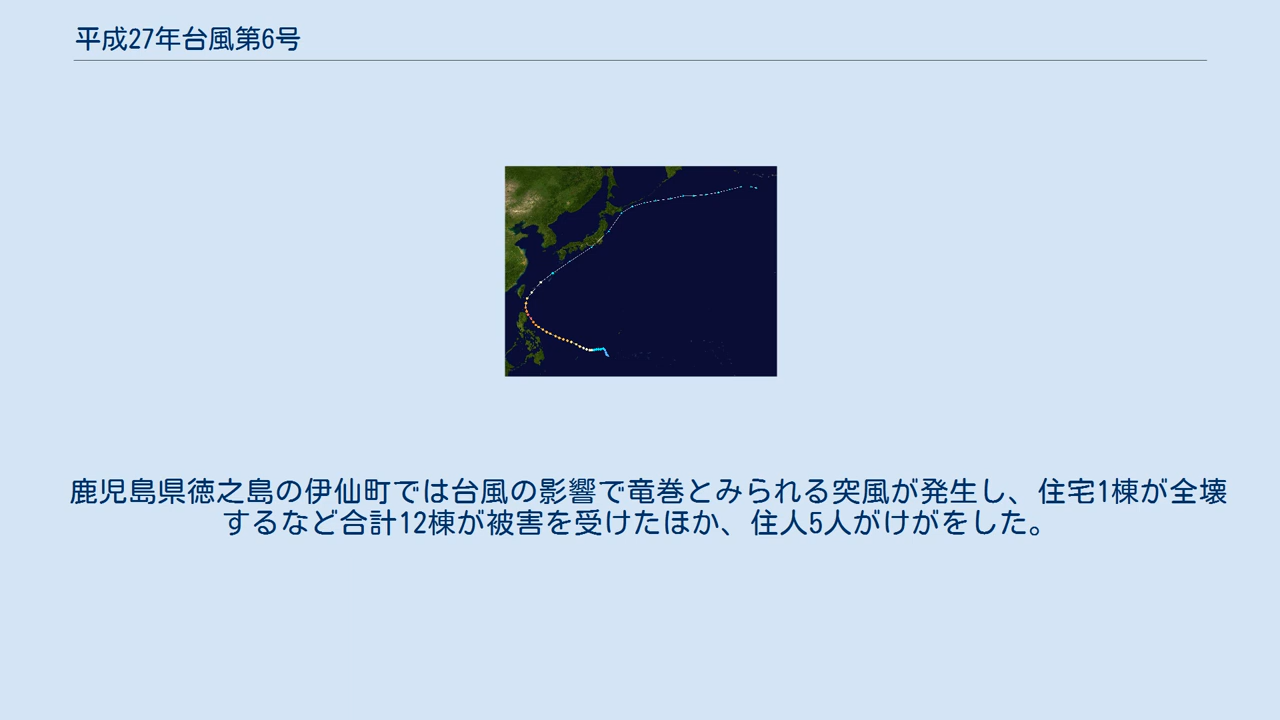 平成27年台風第6号
鹿児島県徳之島の伊仙町では台風の影響で竜巻とみられる突風が発生し、住宅1棟が全壊
するなど合計12棟が被害を受けたほか、住人5人がけがをした。